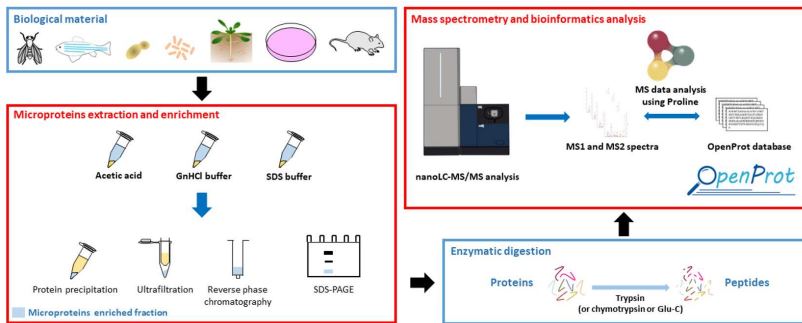 Biological material
Microproteins extraction and enrichment
Acetic acid
GnHCl buffer
SDS buffer
Protein precipitation
Ultrafiltration
Reverse phase
chromatography
SDS-PAGE
Microproteins enriched fraction
Mass spectrometry and bioinformatics analysis
nanoLC-MS/MS analysis
MS data analysis
using Proline
MS1 and MS2 spectra
OpenProt database
OpenProt
Enzymatic digestion
Proteins
Peptides
Trypsin
(or chymotrypsin or Glu-C)